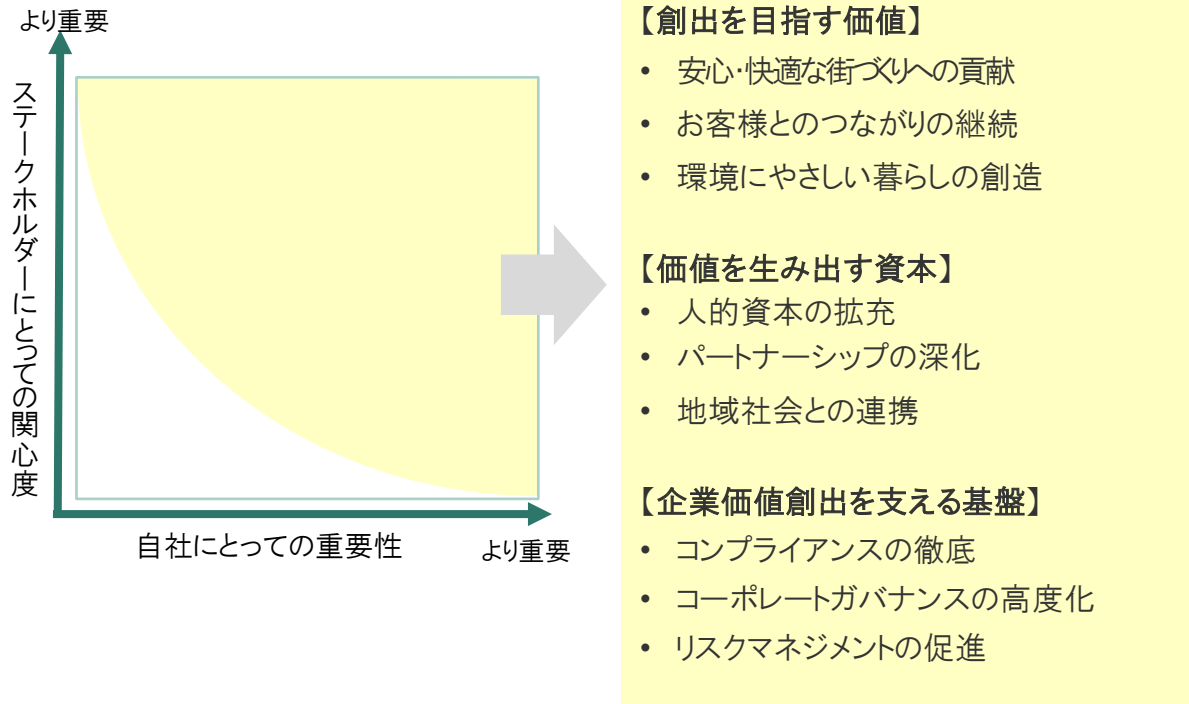 より重要
ステークホルダーにとっての関心度
自社にとっての重要性
より重要
【創出を目指す価値】
• 安心・快適な街づくりへの貢献
• お客様とのつながりの継続
• 環境にやさしい暮らしの創造
【価値を生み出す資本】
• 人的資本の拡充
• パートナーシップの深化
• 地域社会との連携
【企業価値創出を支える基盤】
• コンプライアンスの徹底
• コーポレートガバナンスの高度化
• リスクマネジメントの促進